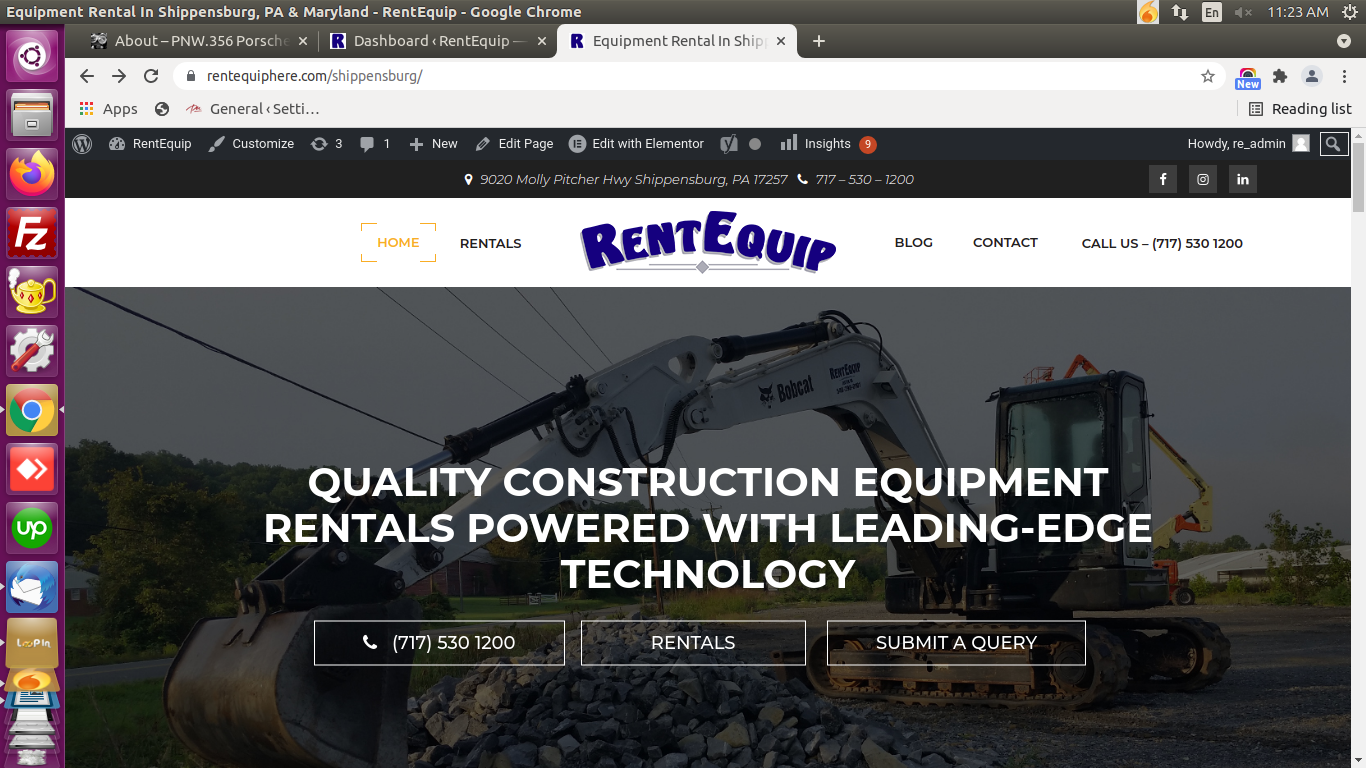 Equipment Rental In Shippensburg, PA & Maryland - RentEquip - Google Chrome
En
11:23 AM
About – PNW.356 Porsche
Dashboard ‹ RentEquip —
Equipment Rental In Ship
rentequiphere.com/shippensburg/
New
Apps
General ‹ Setti…
Reading list
RentEquip
Customize
3
1
New
Edit Page
Edit with Elementor
Insights
9
Howdy, re_admin
9020 Molly Pitcher Hwy Shippensburg, PA 17257
717 – 530 – 1200
HOME
RENTALS
RENTEQUIP
BLOG
CONTACT
CALL US – (717) 530 1200
Bobcat
RENTEQUIP
QUALITY CONSTRUCTION EQUIPMENT
RENTALS POWERED WITH LEADING-EDGE
TECHNOLOGY
(717) 530 1200
RENTALS
SUBMIT A QUERY
Fz
up
LooPIn